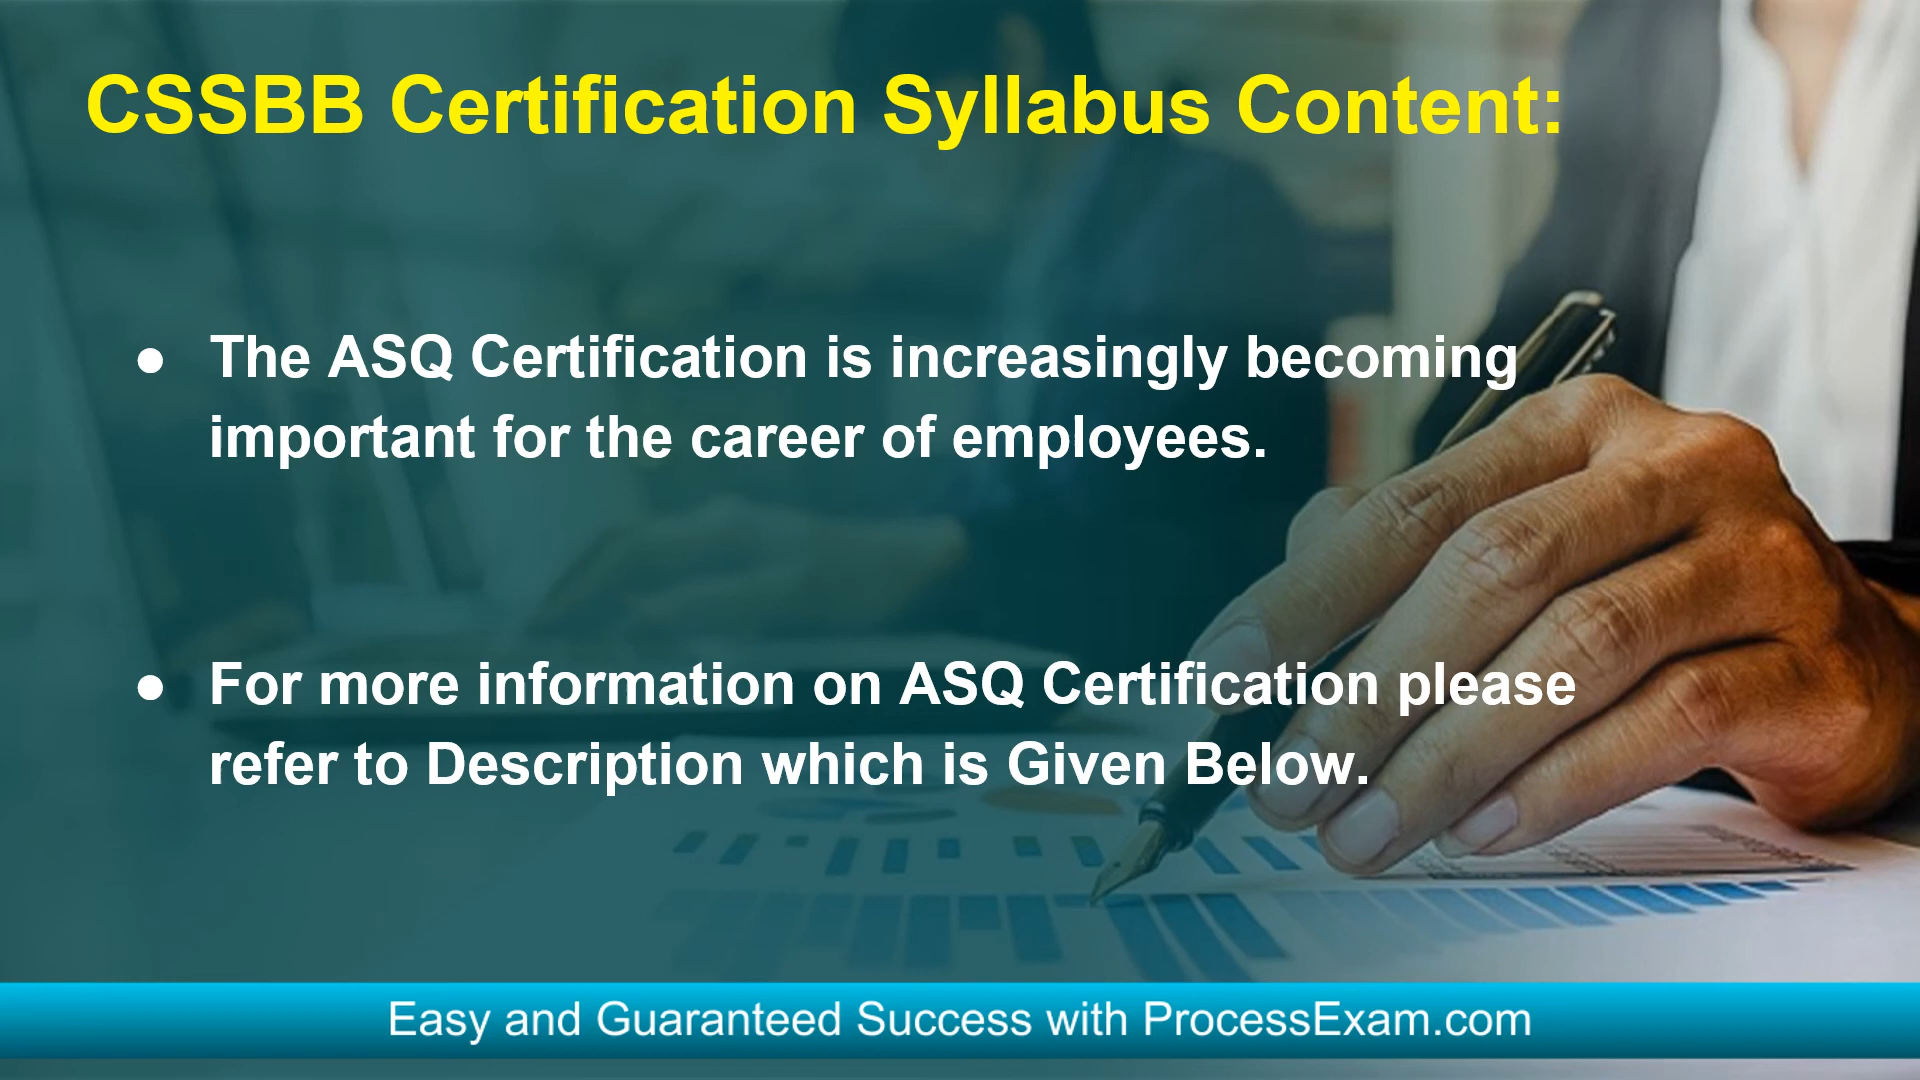 CSSBB Certification Syllabus Content:
● The ASQ Certification is increasingly becoming
important for the career of employees.
● For more information on ASQ Certification please
refer to Description which is Given Below.
Easy and Guaranteed Success with ProcessExam.com